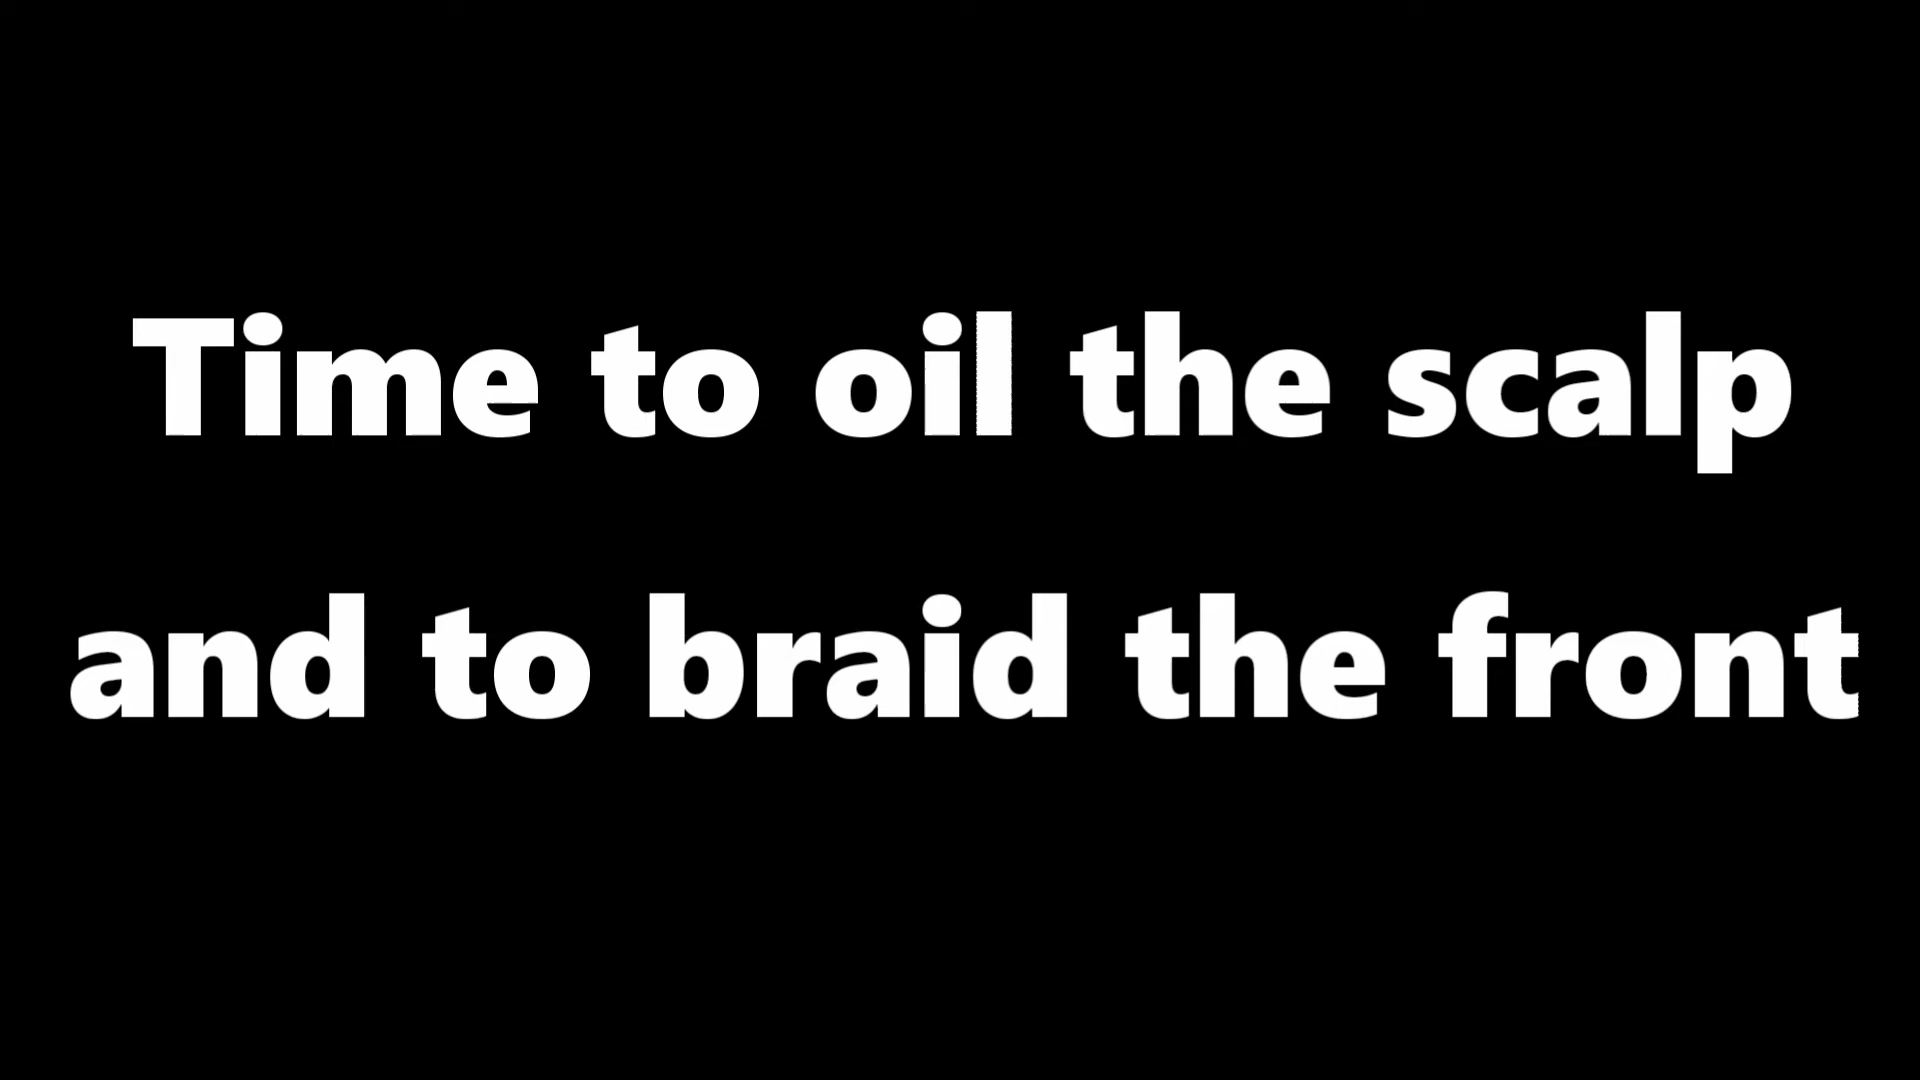 Time to oil the scalp
and to braid the front